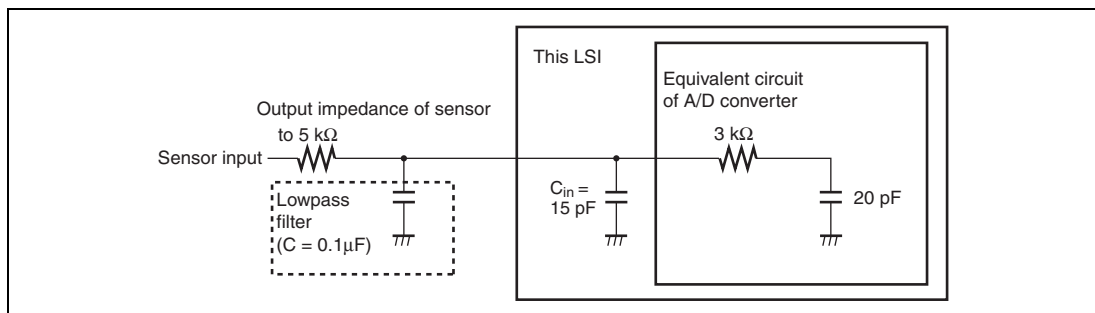 This LSI
Equivalent circuit
of A/D converter
Output impedance of sensor
to 5 kΩ
3 kΩ
Sensor input
Lowpass
filter
(C = 0.1μF)
Cin =
15 pF
20 pF